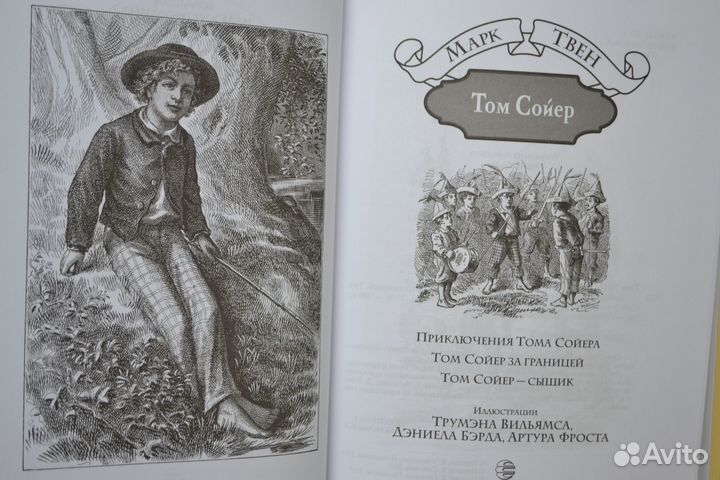 Марк Твен
Том Сойер
Приключения Тома Сойера
Том Сойер за границей
Том Сойер — сыщик
Иллюстрации
Трумэна Вильямса,
Дэниела Бэрда, Артура Фроста
Avito